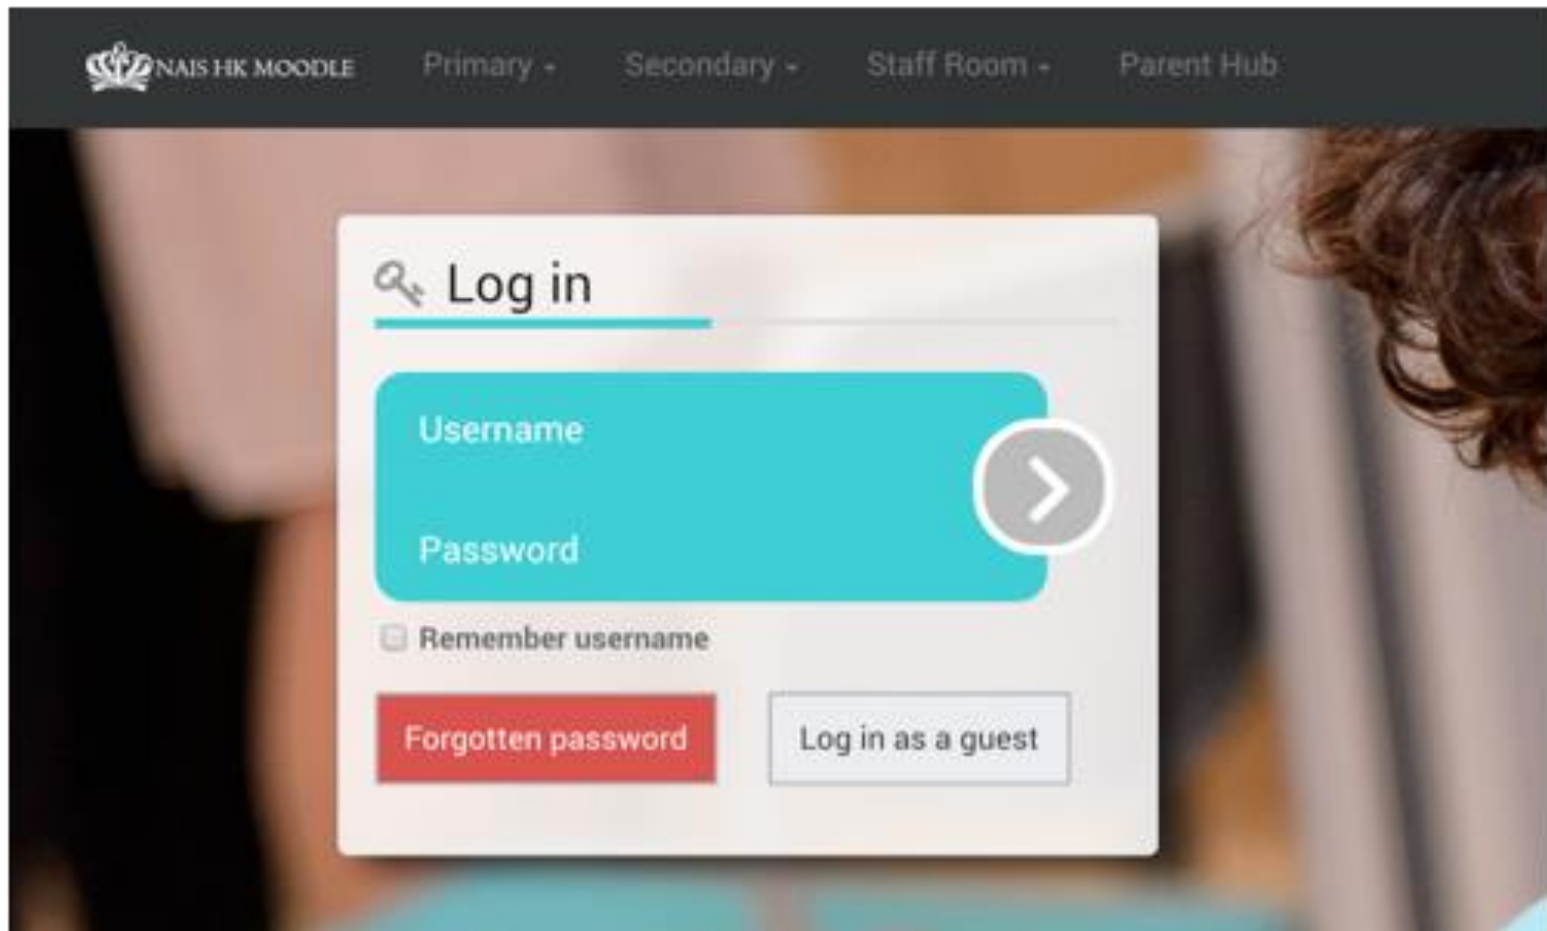 NAIS HK MOODLE Primary Secondary Staff Room Parent Hub
Log in
Username
Password
Remember username
Forgotten password Log in as a guest